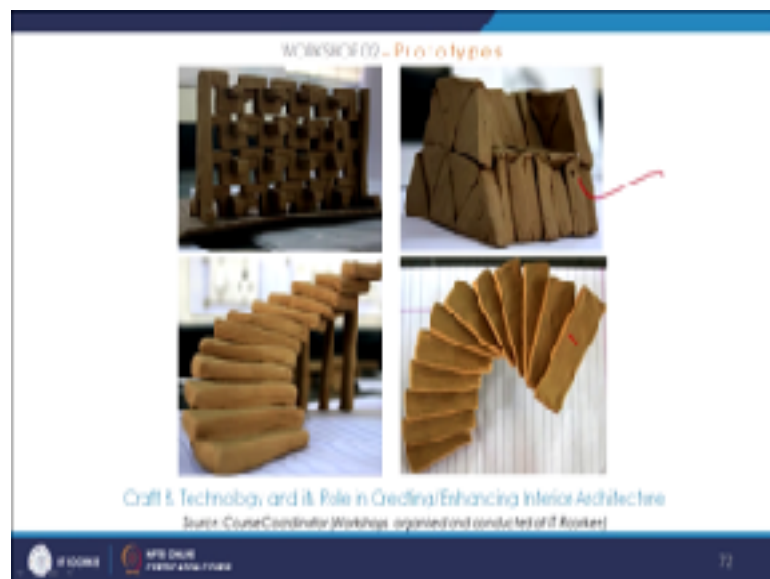 WORKSHOP 02 – Prototypes
Craft & Technology and its Role in Creating/Enhancing Interior Architecture
Source: Course Coordinator (Workshops organised and conducted at IIT Roorkee)
IIT ROORKEE
NPTEL ONLINE
CERTIFICATION COURSE
72